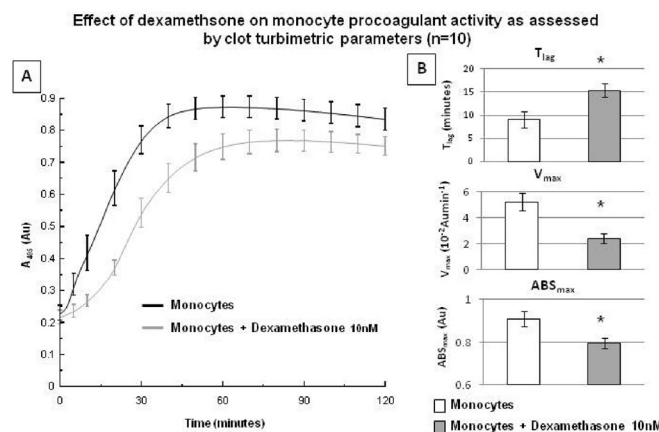 Effect of dexamethsone on monocyte procoagulant activity as assessed
by clot turbimetric parameters (n=10)
A
0.9
0.8
0.7
0.6
0.5
0.4
0.3
0.2
0.1
0
A405 (Au)
Monocytes
Monocytes + Dexamethasone 10nM
0
30
60
90
120
Time (minutes)
B
Tlag
20
15
10
5
0
Tlag (minutes)
*
Vmax
6
4
2
0
Vmax (10-2Aumin-1)
*
ABSmax
1
0.8
0.6
ABSmax (Au)
*
Monocytes
Monocytes + Dexamethasone 10nM